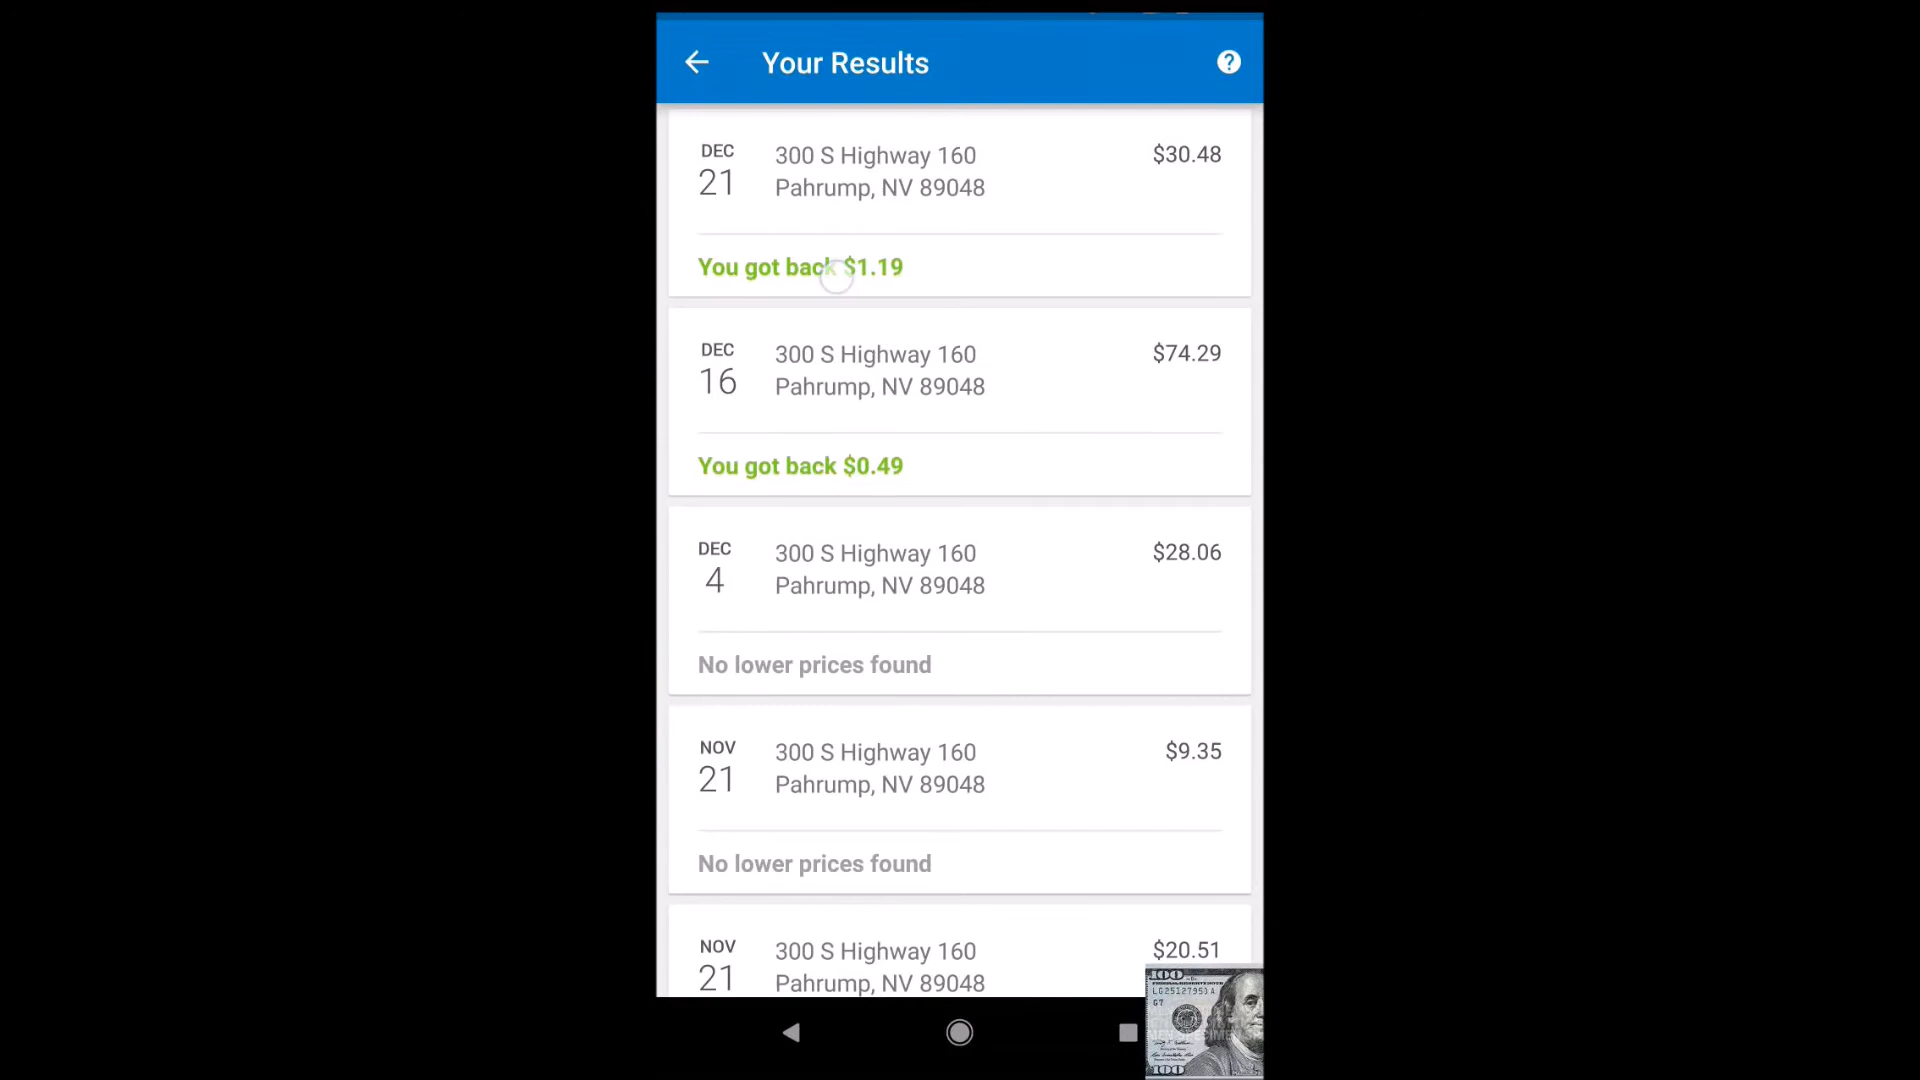 Your Results
?
DEC
21
300 S Highway 160
Pahrump, NV 89048
$30.48
You got back $1.19
DEC
16
300 S Highway 160
Pahrump, NV 89048
$74.29
You got back $0.49
DEC
4
300 S Highway 160
Pahrump, NV 89048
$28.06
No lower prices found
NOV
21
300 S Highway 160
Pahrump, NV 89048
$9.35
No lower prices found
NOV
21
300 S Highway 160
Pahrump, NV 89048
$20.51
100
100